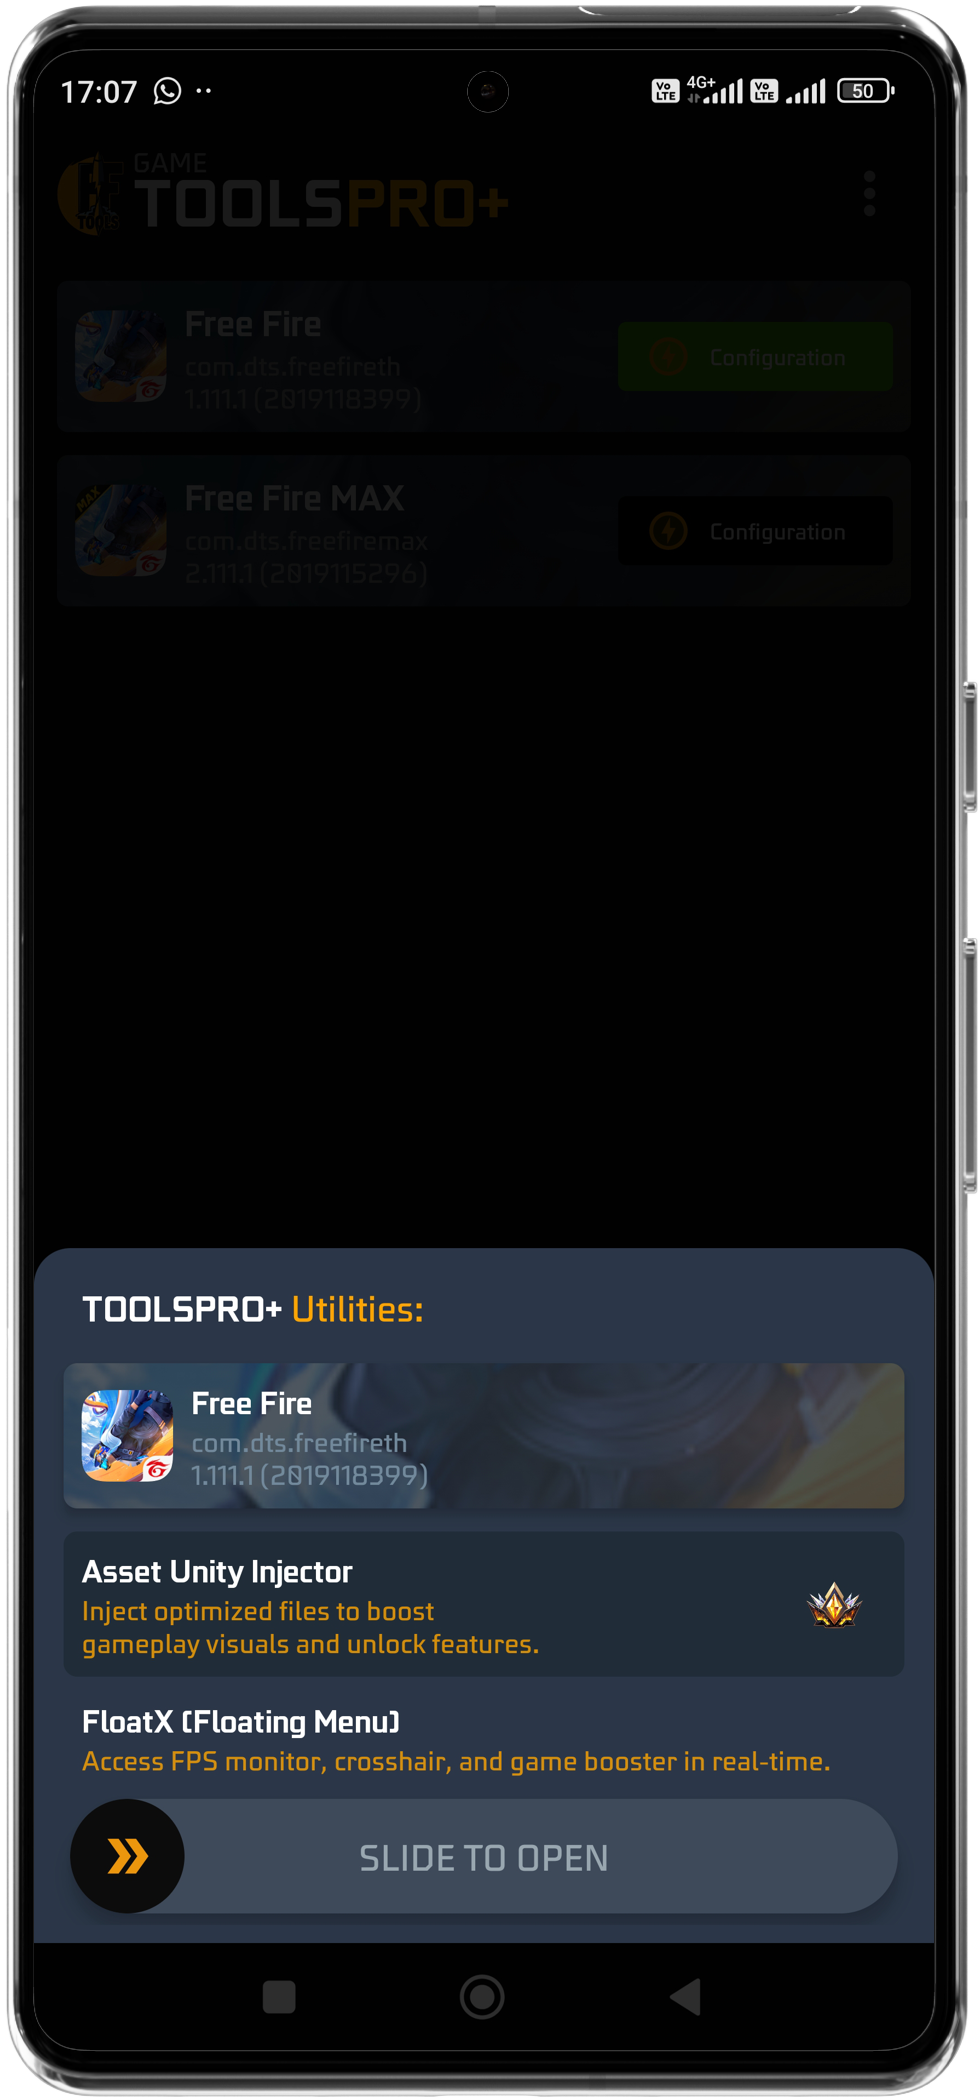 17:07
Vo LTE 4G+ Vo LTE 50
GAME
TOOLSPRO+
TOOLS
Free Fire
com.dts.freefireth
1.111.1 (2019118399)
Configuration
MAX
Free Fire MAX
com.dts.freefiremax
2.111.1 (2019115296)
Configuration
TOOLSPRO+ Utilities:
Free Fire
com.dts.freefireth
1.111.1 (2019118399)
Asset Unity Injector
Inject optimized files to boost
gameplay visuals and unlock features.
FloatX (Floating Menu)
Access FPS monitor, crosshair, and game booster in real-time.
SLIDE TO OPEN